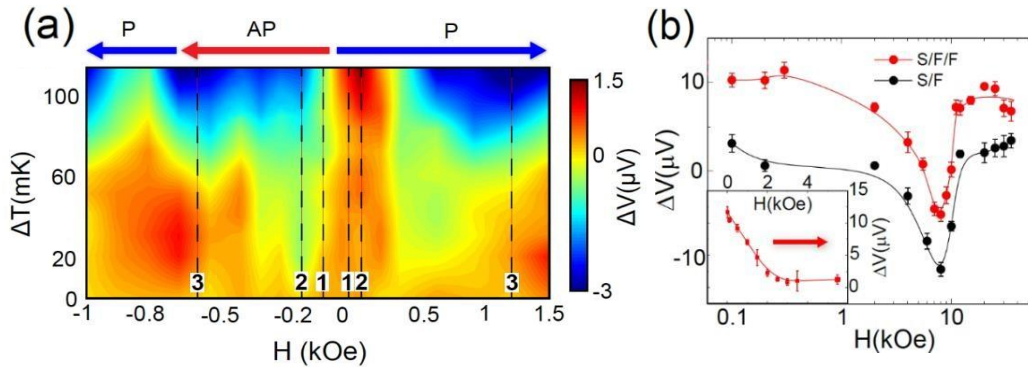 (a)
P AP P
ΔT(mK)
100
60
20
0
3 2 1 1 2 3
-1 -0.8 -0.5 -0.2 0 0.5 1 1.5
H (kOe)
1.5
0
-3
ΔV(μV)
(b)
S/F/F
S/F
ΔV(μV)
10
0
-10
0.1 1 10
H(kOe)
0 2 4
H(kOe)
15
10
5
0
ΔV(μV)